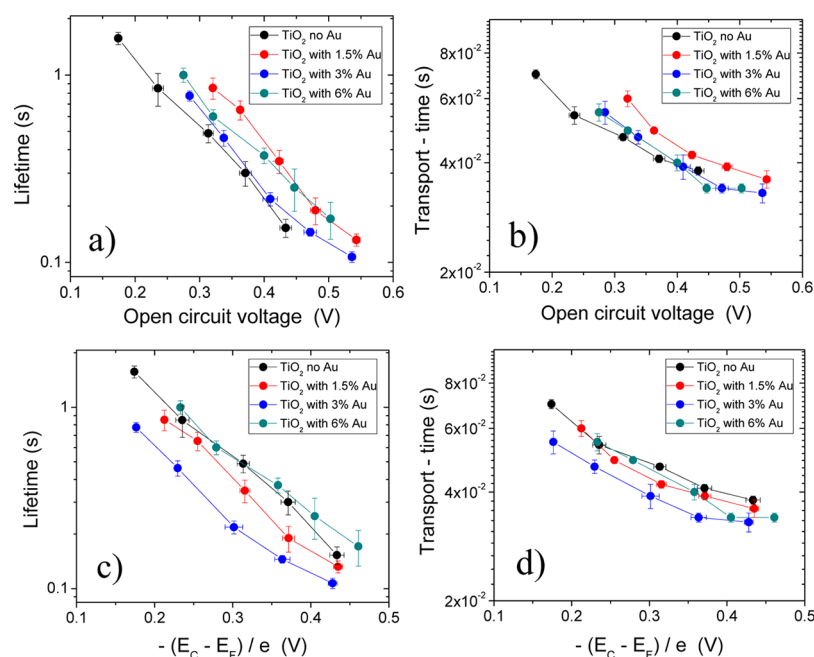 TiO₂ no Au
TiO₂ with 1.5% Au
TiO₂ with 3% Au
TiO₂ with 6% Au
1
0.1
Lifetime (s)
a)
0.1 0.2 0.3 0.4 0.5 0.6
Open circuit voltage (V)
TiO₂ no Au
TiO₂ with 1.5% Au
TiO₂ with 3% Au
TiO₂ with 6% Au
8x10⁻²
6x10⁻²
4x10⁻²
2x10⁻²
Transport - time (s)
b)
0.1 0.2 0.3 0.4 0.5 0.6
Open circuit voltage (V)
TiO₂ no Au
TiO₂ with 1.5% Au
TiO₂ with 3% Au
TiO₂ with 6% Au
1
0.1
Lifetime (s)
c)
0.1 0.2 0.3 0.4 0.5
- (E_C - E_F) / e (V)
TiO₂ no Au
TiO₂ with 1.5% Au
TiO₂ with 3% Au
TiO₂ with 6% Au
8x10⁻²
6x10⁻²
4x10⁻²
2x10⁻²
Transport - time (s)
d)
0.1 0.2 0.3 0.4 0.5
- (E_C - E_F) / e (V)